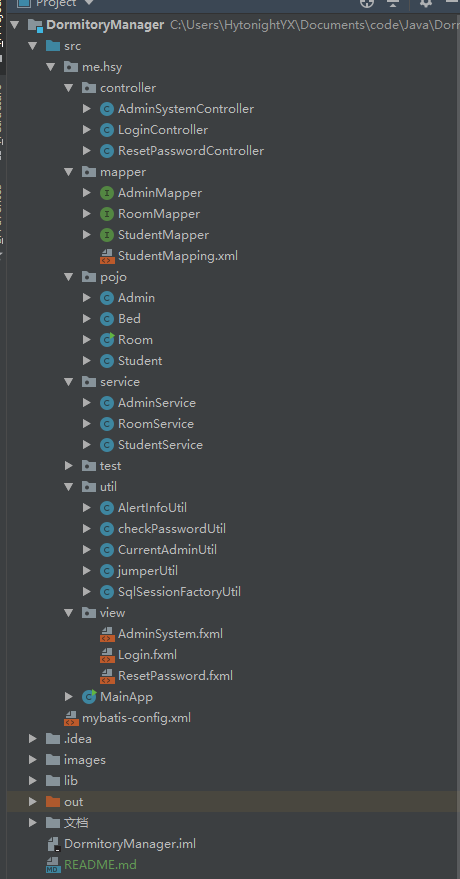 Project
DormitoryManager C:\Users\HytonightYX\Documents\code\Java\Dor
src
me.hsy
controller
AdminSystemController
LoginController
ResetPasswordController
mapper
AdminMapper
RoomMapper
StudentMapper
StudentMapping.xml
pojo
Admin
Bed
Room
Student
service
AdminService
RoomService
StudentService
test
util
AlertInfoUtil
checkPasswordUtil
CurrentAdminUtil
jumperUtil
SqlSessionFactoryUtil
view
AdminSystem.fxml
Login.fxml
ResetPassword.fxml
MainApp
mybatis-config.xml
.idea
images
lib
out
文档
DormitoryManager.iml
README.md